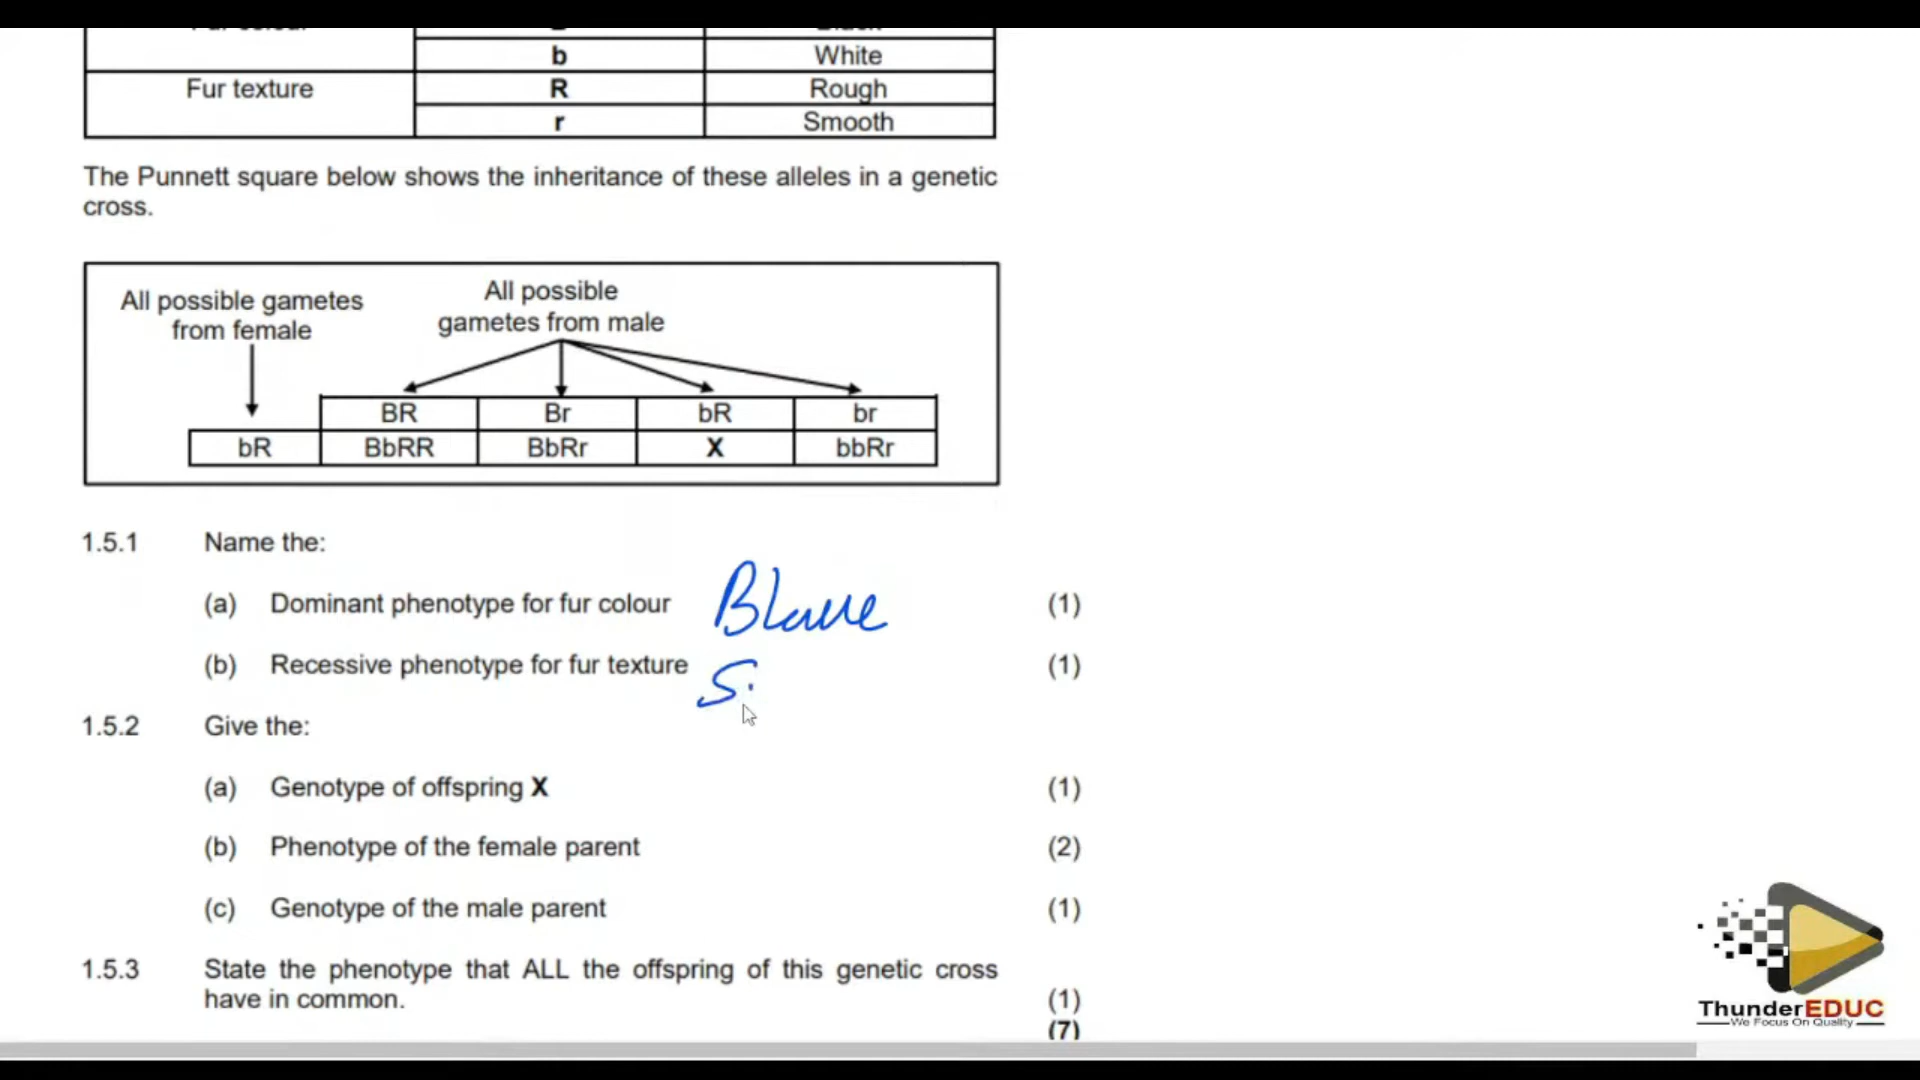 b White
Fur texture R Rough
r Smooth
The Punnett square below shows the inheritance of these alleles in a genetic
cross.
All possible gametes
from female
All possible
gametes from male
BR Br bR br
bR BbRR BbRr X bbRr
1.5.1 Name the:
(a) Dominant phenotype for fur colour (1)
(b) Recessive phenotype for fur texture S (1)
1.5.2 Give the:
(a) Genotype of offspring X (1)
(b) Phenotype of the female parent (2)
(c) Genotype of the male parent (1)
1.5.3 State the phenotype that ALL the offspring of this genetic cross
have in common. (1)
(7)
ThunderEDUC
We Focus On Quality